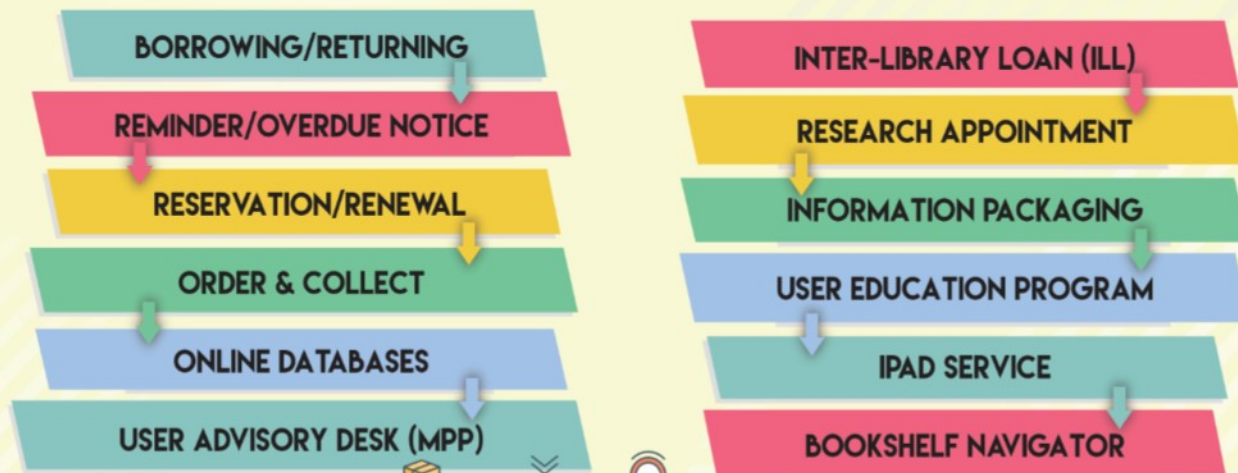 BORROWING/RETURNING
REMINDER/OVERDUE NOTICE
RESERVATION/RENEWAL
ORDER & COLLECT
ONLINE DATABASES
USER ADVISORY DESK (MPP)
INTER-LIBRARY LOAN (ILL)
RESEARCH APPOINTMENT
INFORMATION PACKAGING
USER EDUCATION PROGRAM
IPAD SERVICE
BOOKSHELF NAVIGATOR